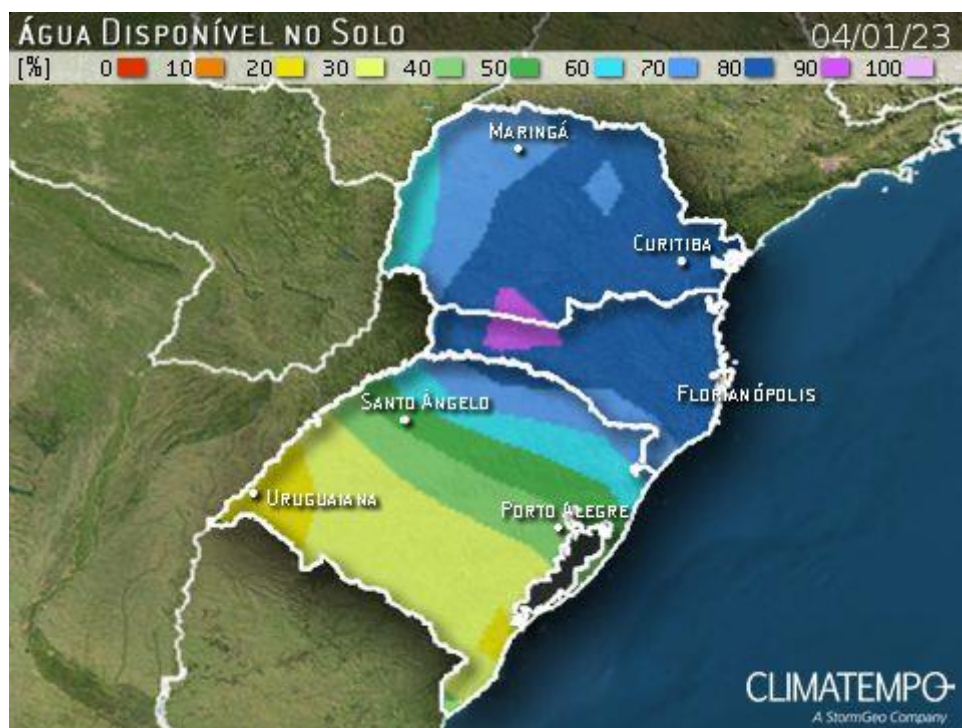 Água Disponível no Solo 04/01/23
[%] 0 10 20 30 40 50 60 70 80 90 100
Maringá
Curitiba
Florianópolis
Santo Ângelo
Uruguaiana
Porto Alegre
CLIMATEMPO
A StormGeo Company